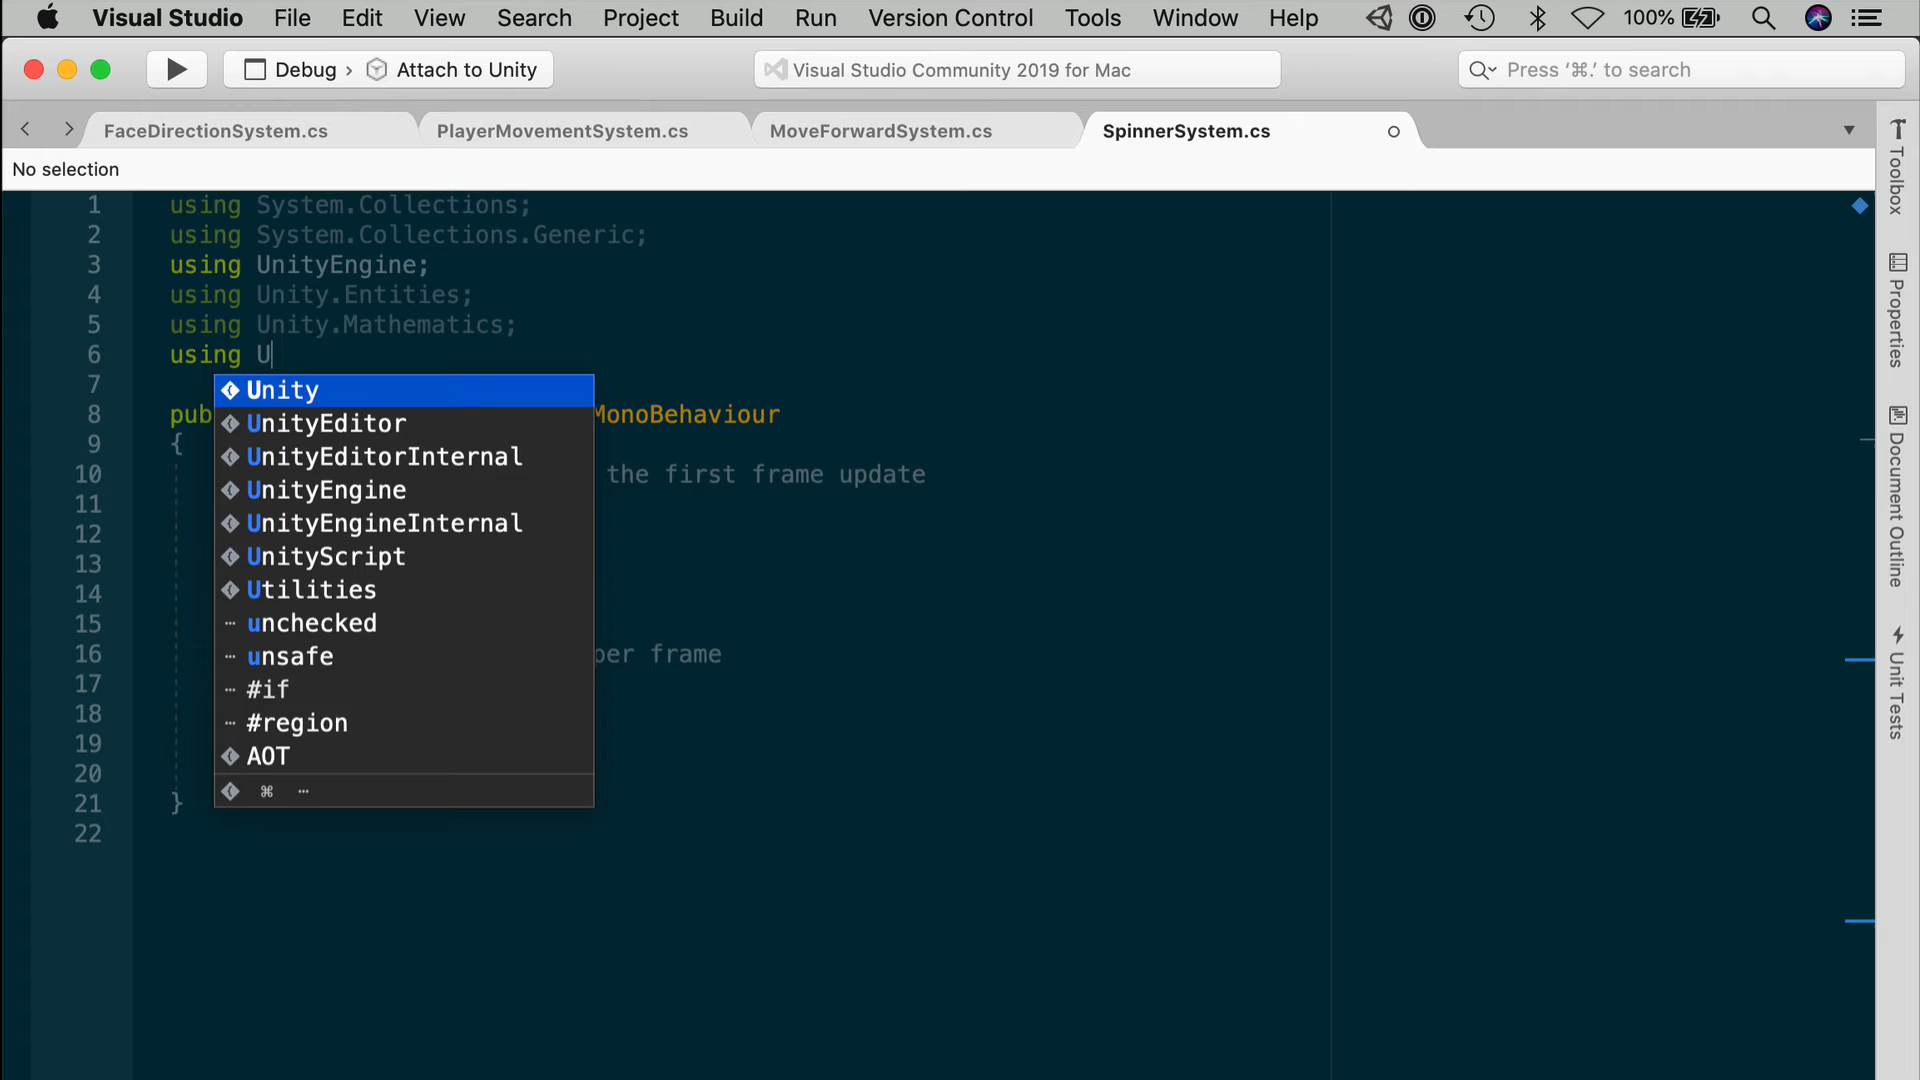 Visual Studio File Edit View Search Project Build Run Version Control Tools Window Help 100%
Debug › Attach to Unity Visual Studio Community 2019 for Mac Press ‘⌘.’ to search
FaceDirectionSystem.cs PlayerMovementSystem.cs MoveForwardSystem.cs SpinnerSystem.cs
No selection
1 using System.Collections;
2 using System.Collections.Generic;
3 using UnityEngine;
4 using Unity.Entities;
5 using Unity.Mathematics;
6 using U
7
Unity
8 pub MonoBehaviour
UnityEditor
9 {
UnityEditorInternal
10 the first frame update
UnityEngine
11
UnityEngineInternal
12
13
UnityScript
14
Utilities
15
unchecked
16 per frame
unsafe
17
#if
18
#region
19
AOT
20
⌘ ...
21 }
22
Toolbox
Properties
Document Outline
Unit Tests